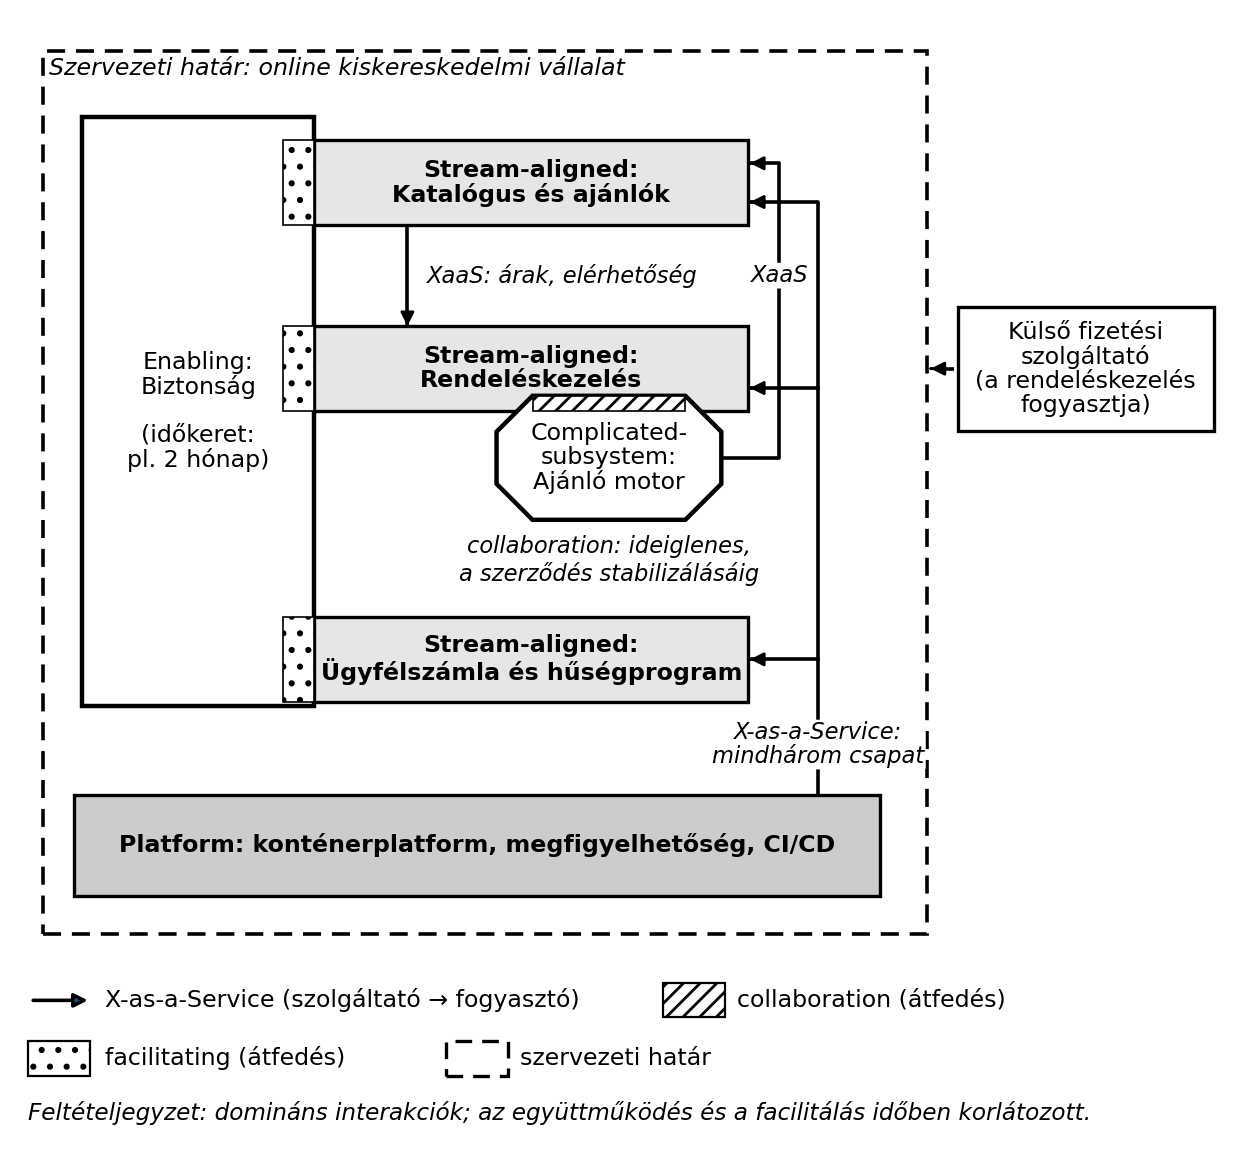 Szervezeti határ: online kiskereskedelmi vállalat
Stream-aligned:
Katalógus és ajánlók
XaaS: árak, elérhetőség
XaaS
Stream-aligned:
Rendeléskezelés
Enabling:
Biztonság
(időkeret:
pl. 2 hónap)
Complicated-
subsystem:
Ajánló motor
collaboration: ideiglenes,
a szerződés stabilizálásáig
Külső fizetési
szolgáltató
(a rendeléskezelés
fogyasztja)
Stream-aligned:
Ügyfélszámla és hűségprogram
X-as-a-Service:
mindhárom csapat
Platform: konténerplatform, megfigyelhetőség, CI/CD
X-as-a-Service (szolgáltató → fogyasztó)
collaboration (átfedés)
facilitating (átfedés)
szervezeti határ
Feltételjegyzet: domináns interakciók; az együttműködés és a facilitálás időben korlátozott.